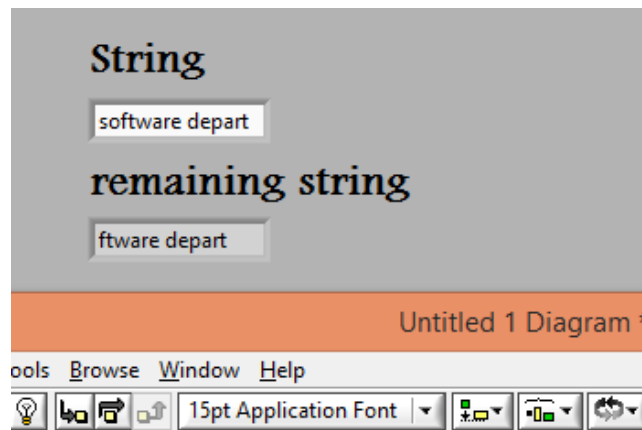 String
software depart
remaining string
ftware depart
Untitled 1 Diagram *
ools Browse Window Help
15pt Application Font